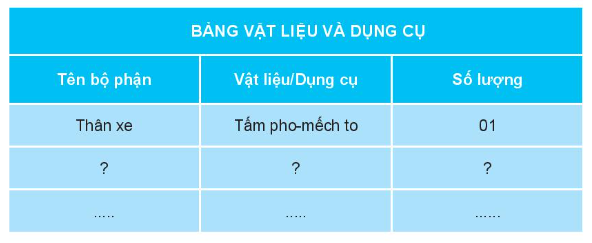 BẢNG VẬT LIỆU VÀ DỤNG CỤ
Tên bộ phận Vật liệu/Dụng cụ Số lượng
Thân xe Tấm pho-mếch to 01
? ? ?
..... ..... ......